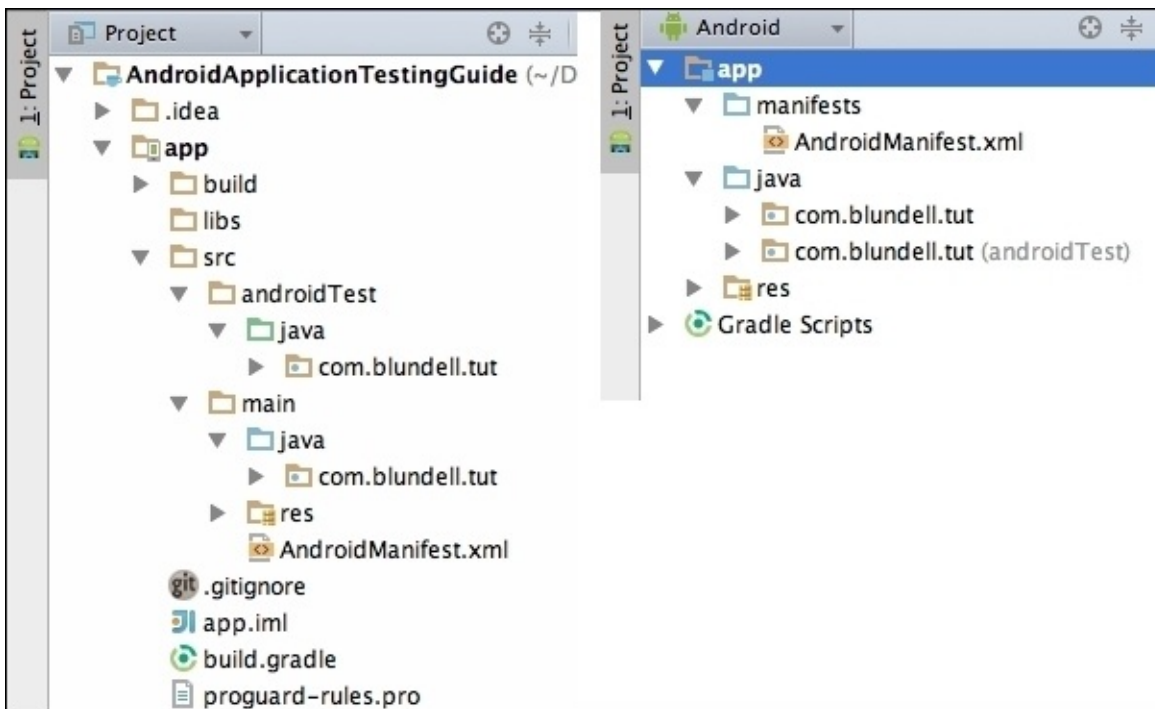 1: Project
Project
AndroidApplicationTestingGuide (~/D
.idea
app
build
libs
src
androidTest
java
com.blundell.tut
main
java
com.blundell.tut
res
AndroidManifest.xml
git .gitignore
app.iml
build.gradle
proguard-rules.pro
1: Project
Android
app
manifests
AndroidManifest.xml
java
com.blundell.tut
com.blundell.tut (androidTest)
res
Gradle Scripts